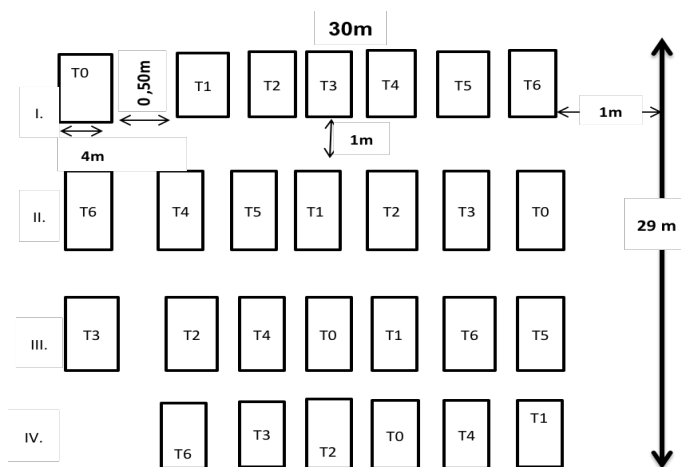 30m
T0 0,50m T1 T2 T3 T4 T5 T6
I. 1m
1m
4m
II. T6 T4 T5 T1 T2 T3 T0
29 m
III. T3 T2 T4 T0 T1 T6 T5
IV. T6 T3 T2 T0 T4 T1